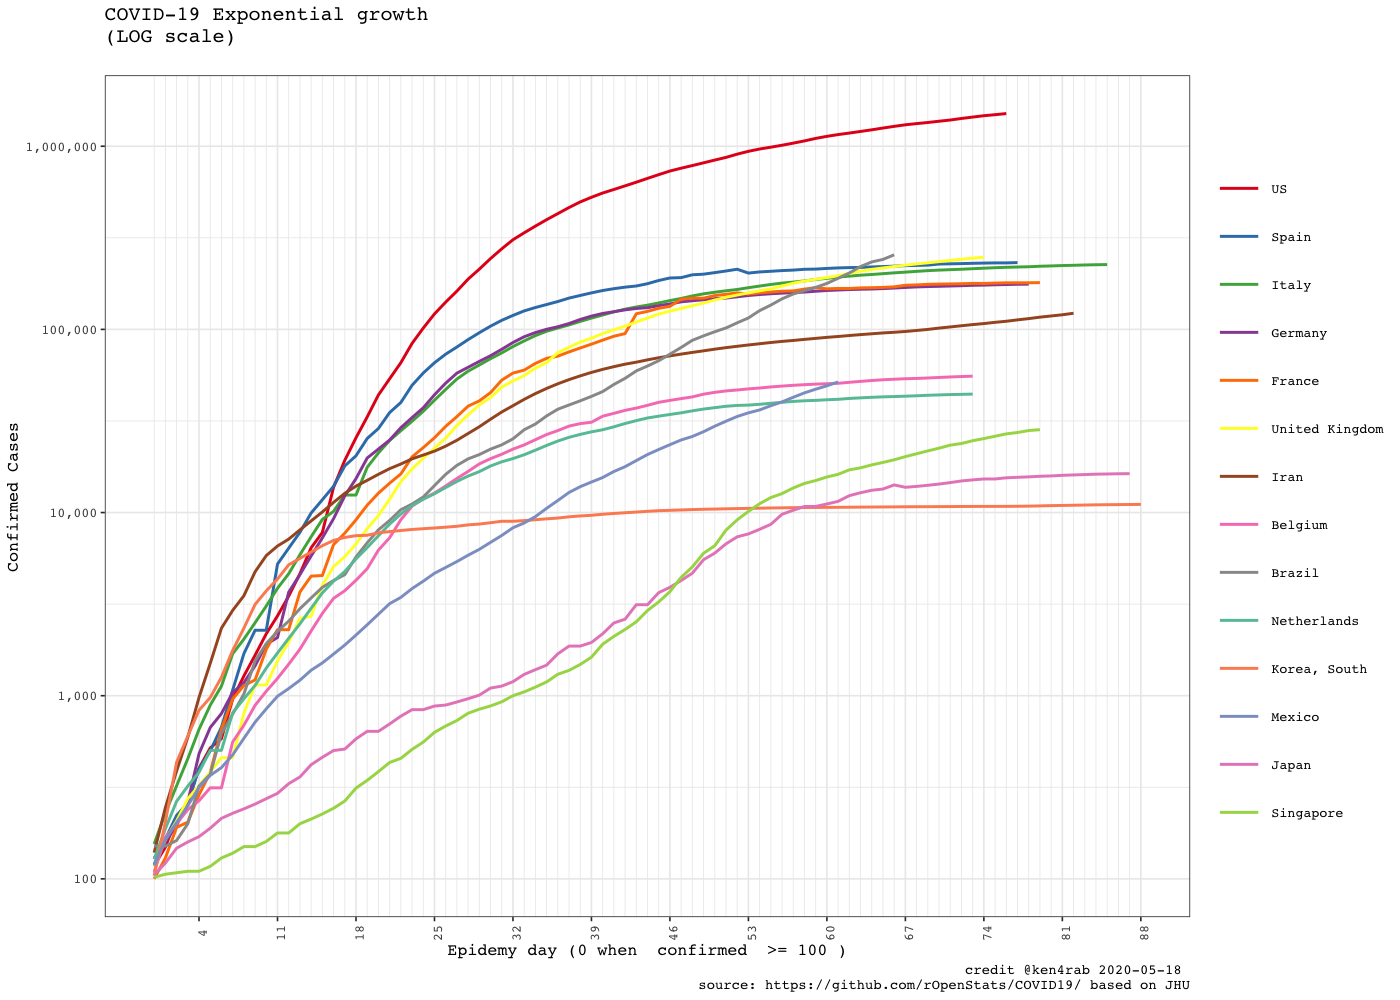 COVID-19 Exponential growth
(LOG scale)
1,000,000
100,000
10,000
1,000
100
Confirmed Cases
4
11
18
25
32
39
46
53
60
67
74
81
88
Epidemy day (0 when  confirmed  >= 100 )
US
Spain
Italy
Germany
France
United Kingdom
Iran
Belgium
Brazil
Netherlands
Korea, South
Mexico
Japan
Singapore
credit @ken4rab 2020-05-18
source: https://github.com/rOpenStats/COVID19/ based on JHU